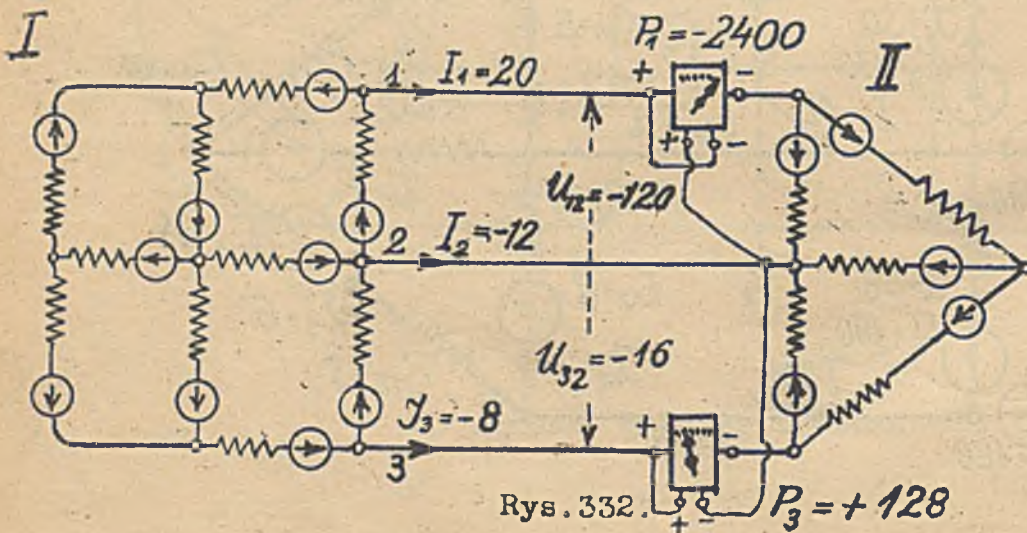 I
II
P₁=-2400
1 I₁=20
+ -
+ -
U₁₂=-120
2 I₂=-12
U₃₂=-16
J₃=-8
3
+ -
+ -
Rys.332.
P₃=+128